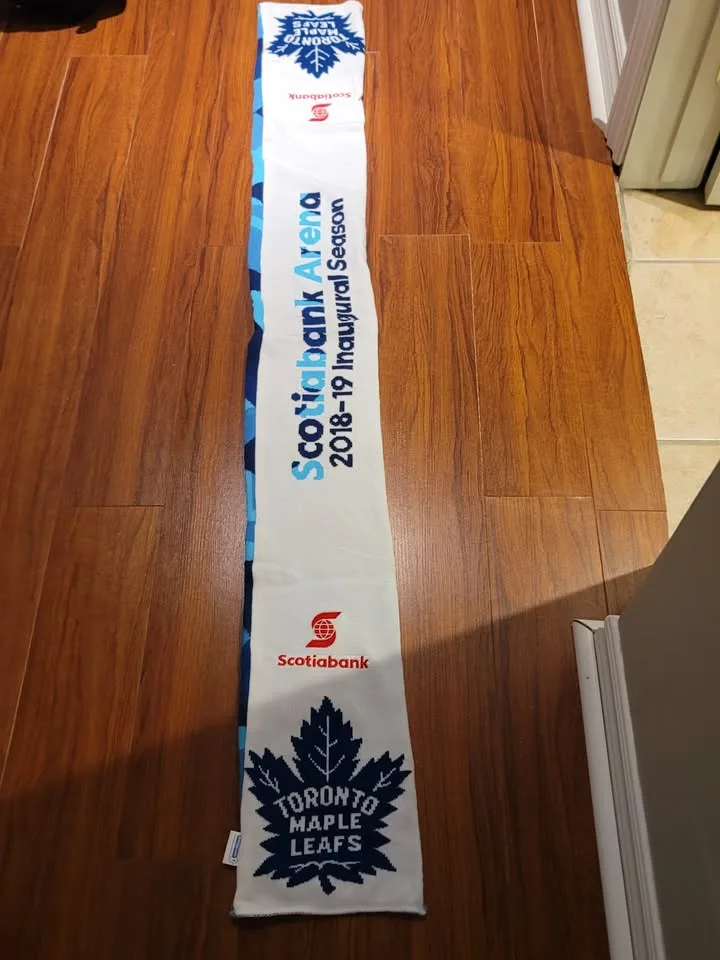 TORONTO
MAPLE
LEAFS
Scotiabank
Scotiabank Arena
2018-19 Inaugural Season
Scotiabank
TORONTO
MAPLE
LEAFS